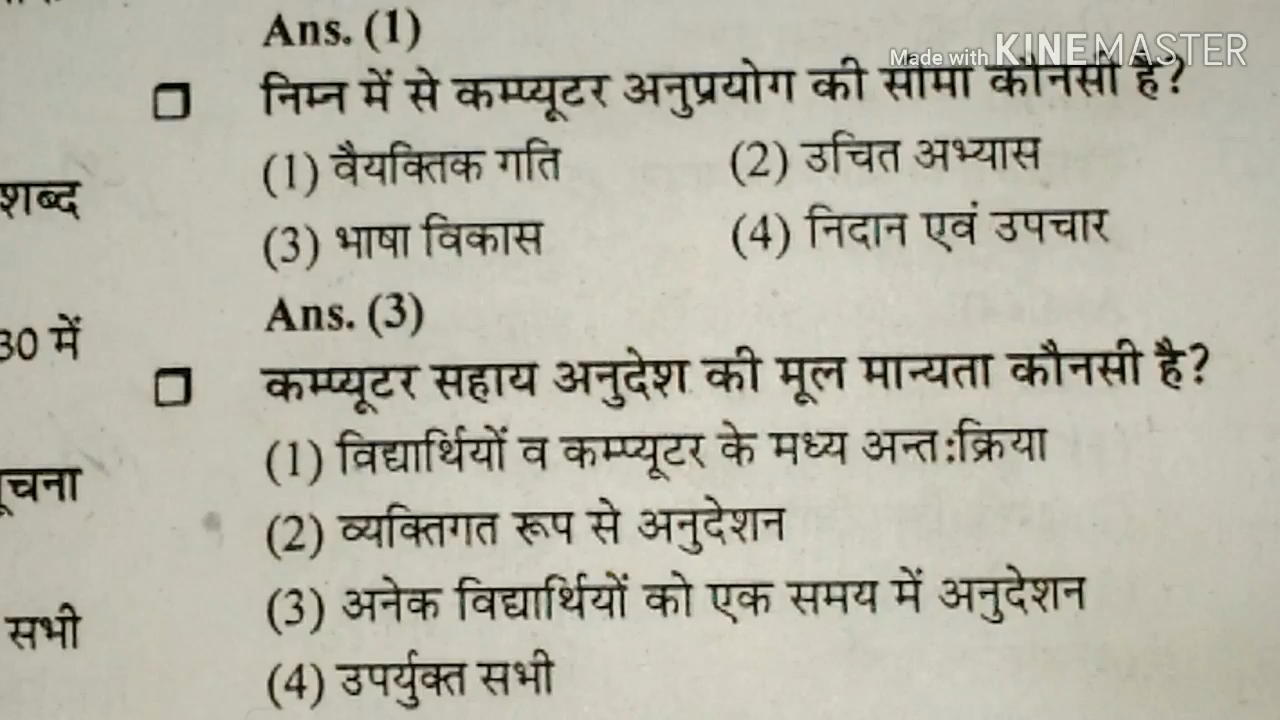 Ans. (1)
Made with KINEMASTER
निम्न में से कम्प्यूटर अनुप्रयोग की सीमा कौनसी है?
(1) वैयक्तिक गति (2) उचित अभ्यास
शब्द
(3) भाषा विकास (4) निदान एवं उपचार
Ans. (3)
30 में
कम्प्यूटर सहाय अनुदेश की मूल मान्यता कौनसी है?
(1) विद्यार्थियों व कम्प्यूटर के मध्य अन्त:क्रिया
ूचना
(2) व्यक्तिगत रूप से अनुदेशन
(3) अनेक विद्यार्थियों को एक समय में अनुदेशन
सभी
(4) उपर्युक्त सभी